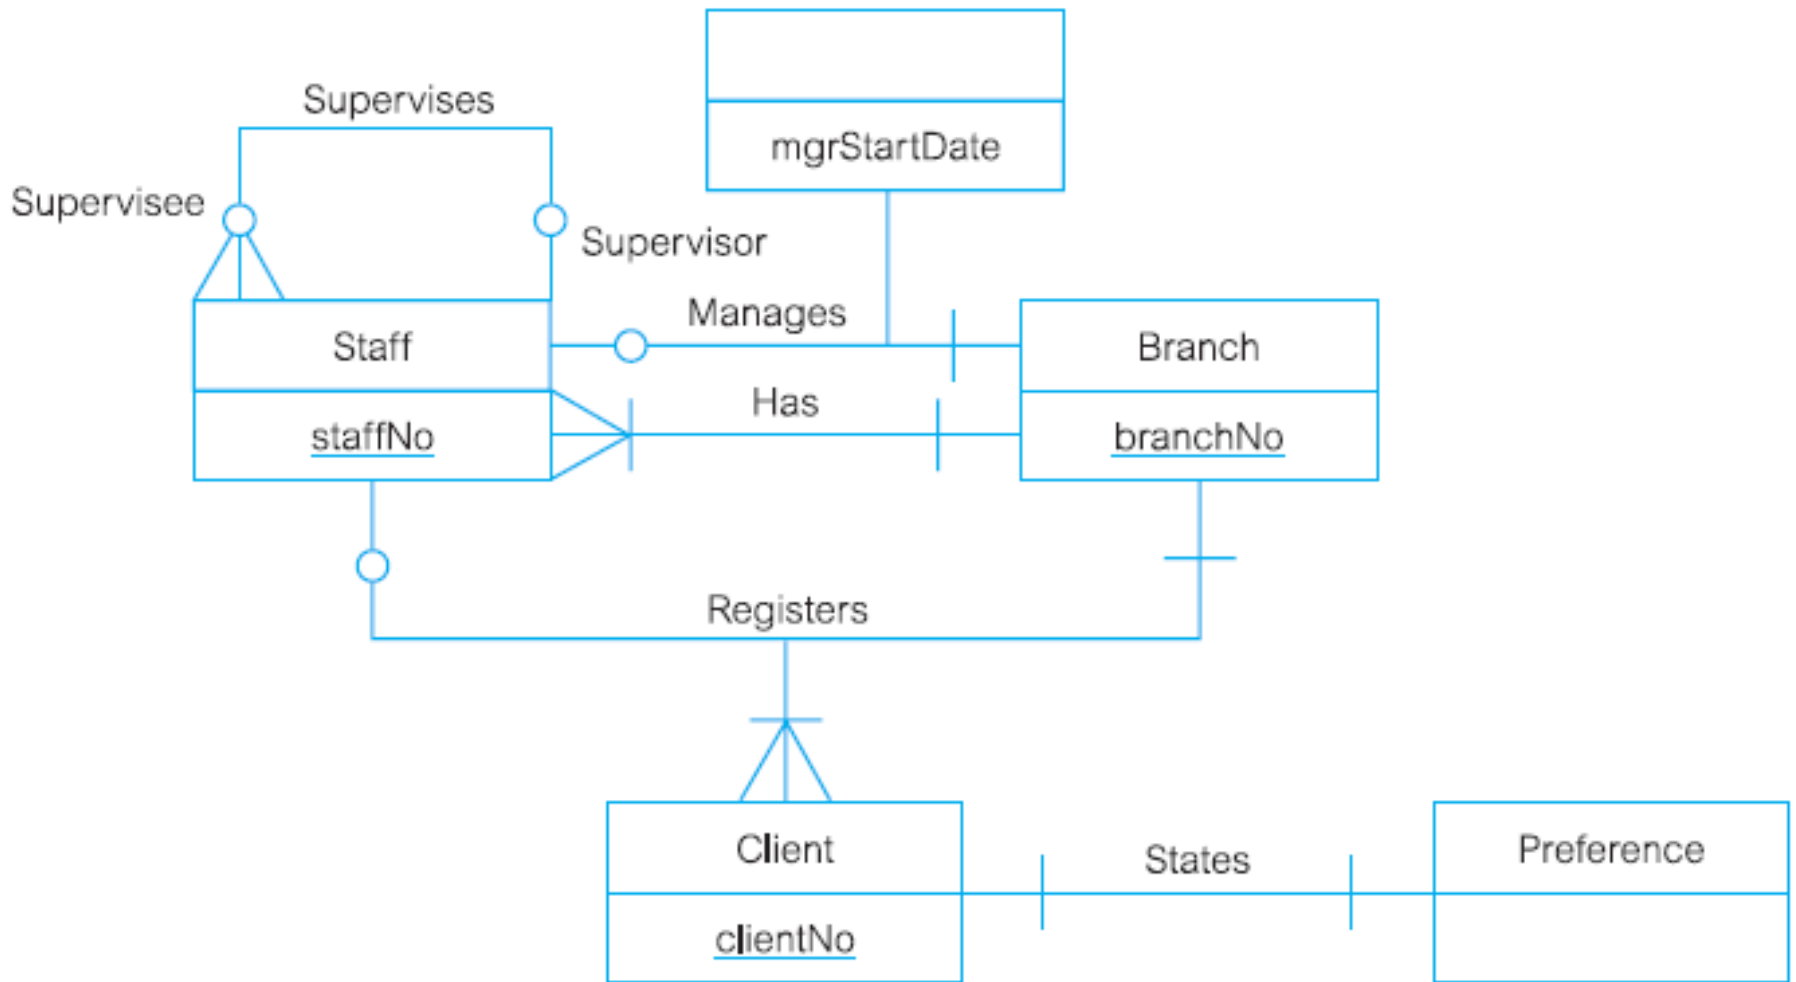 Supervises
mgrStartDate
Supervisee
Supervisor
Manages
Staff
Branch
Has
staffNo
branchNo
Registers
Client
States
Preference
clientNo